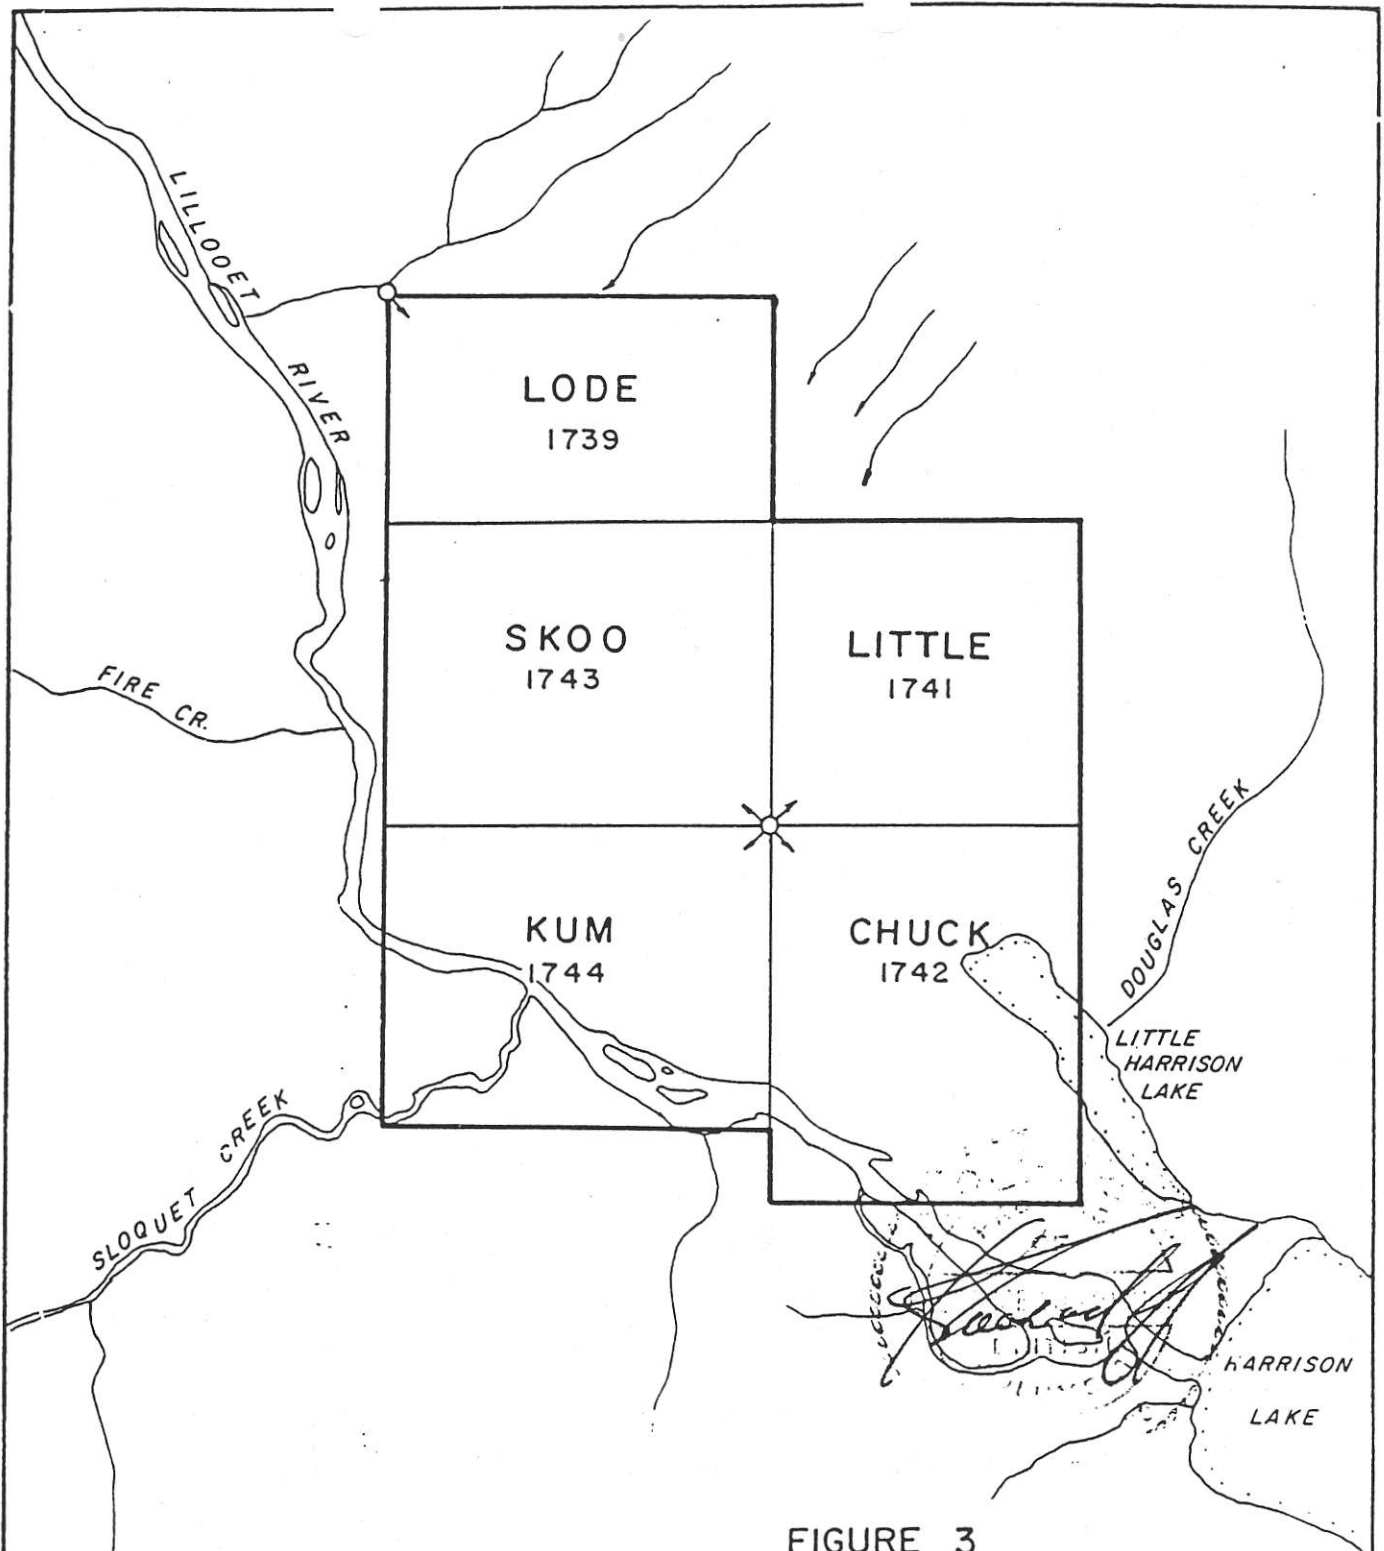 LILLOOET
RIVER
LODE
1739
SKOO
1743
LITTLE
1741
FIRE CR.
DOUGLAS CREEK
KUM
1744
CHUCK
1742
LITTLE
HARRISON
LAKE
SLOQUET CREEK
HARRISON
LAKE
FIGURE 3